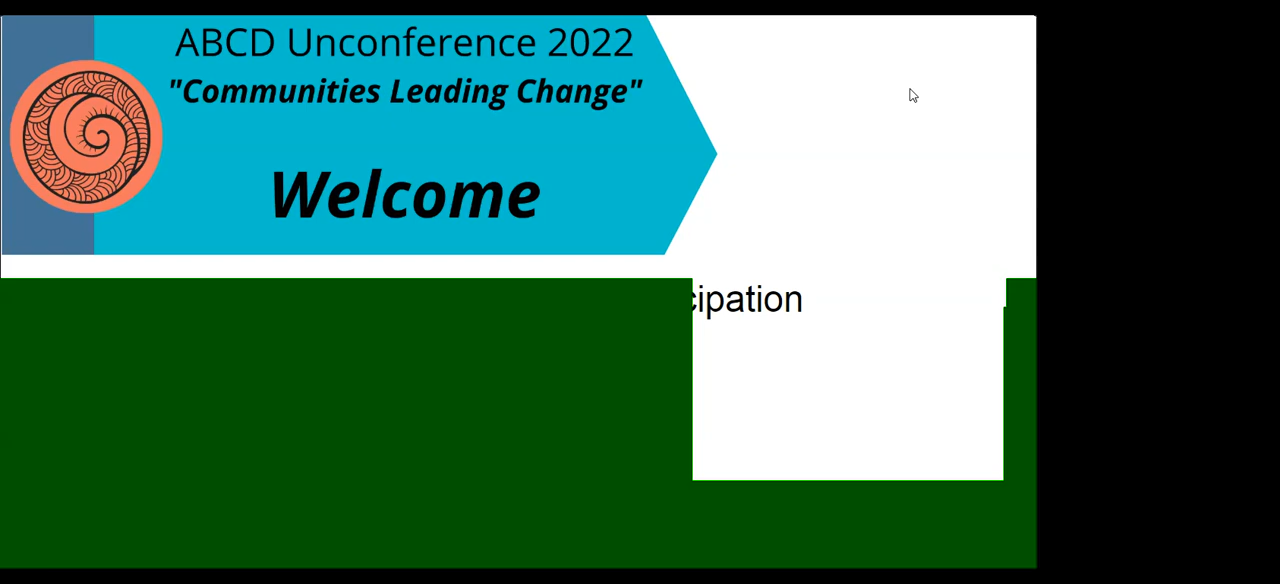 ABCD Unconference 2022
"Communities Leading Change"
Welcome
cipation